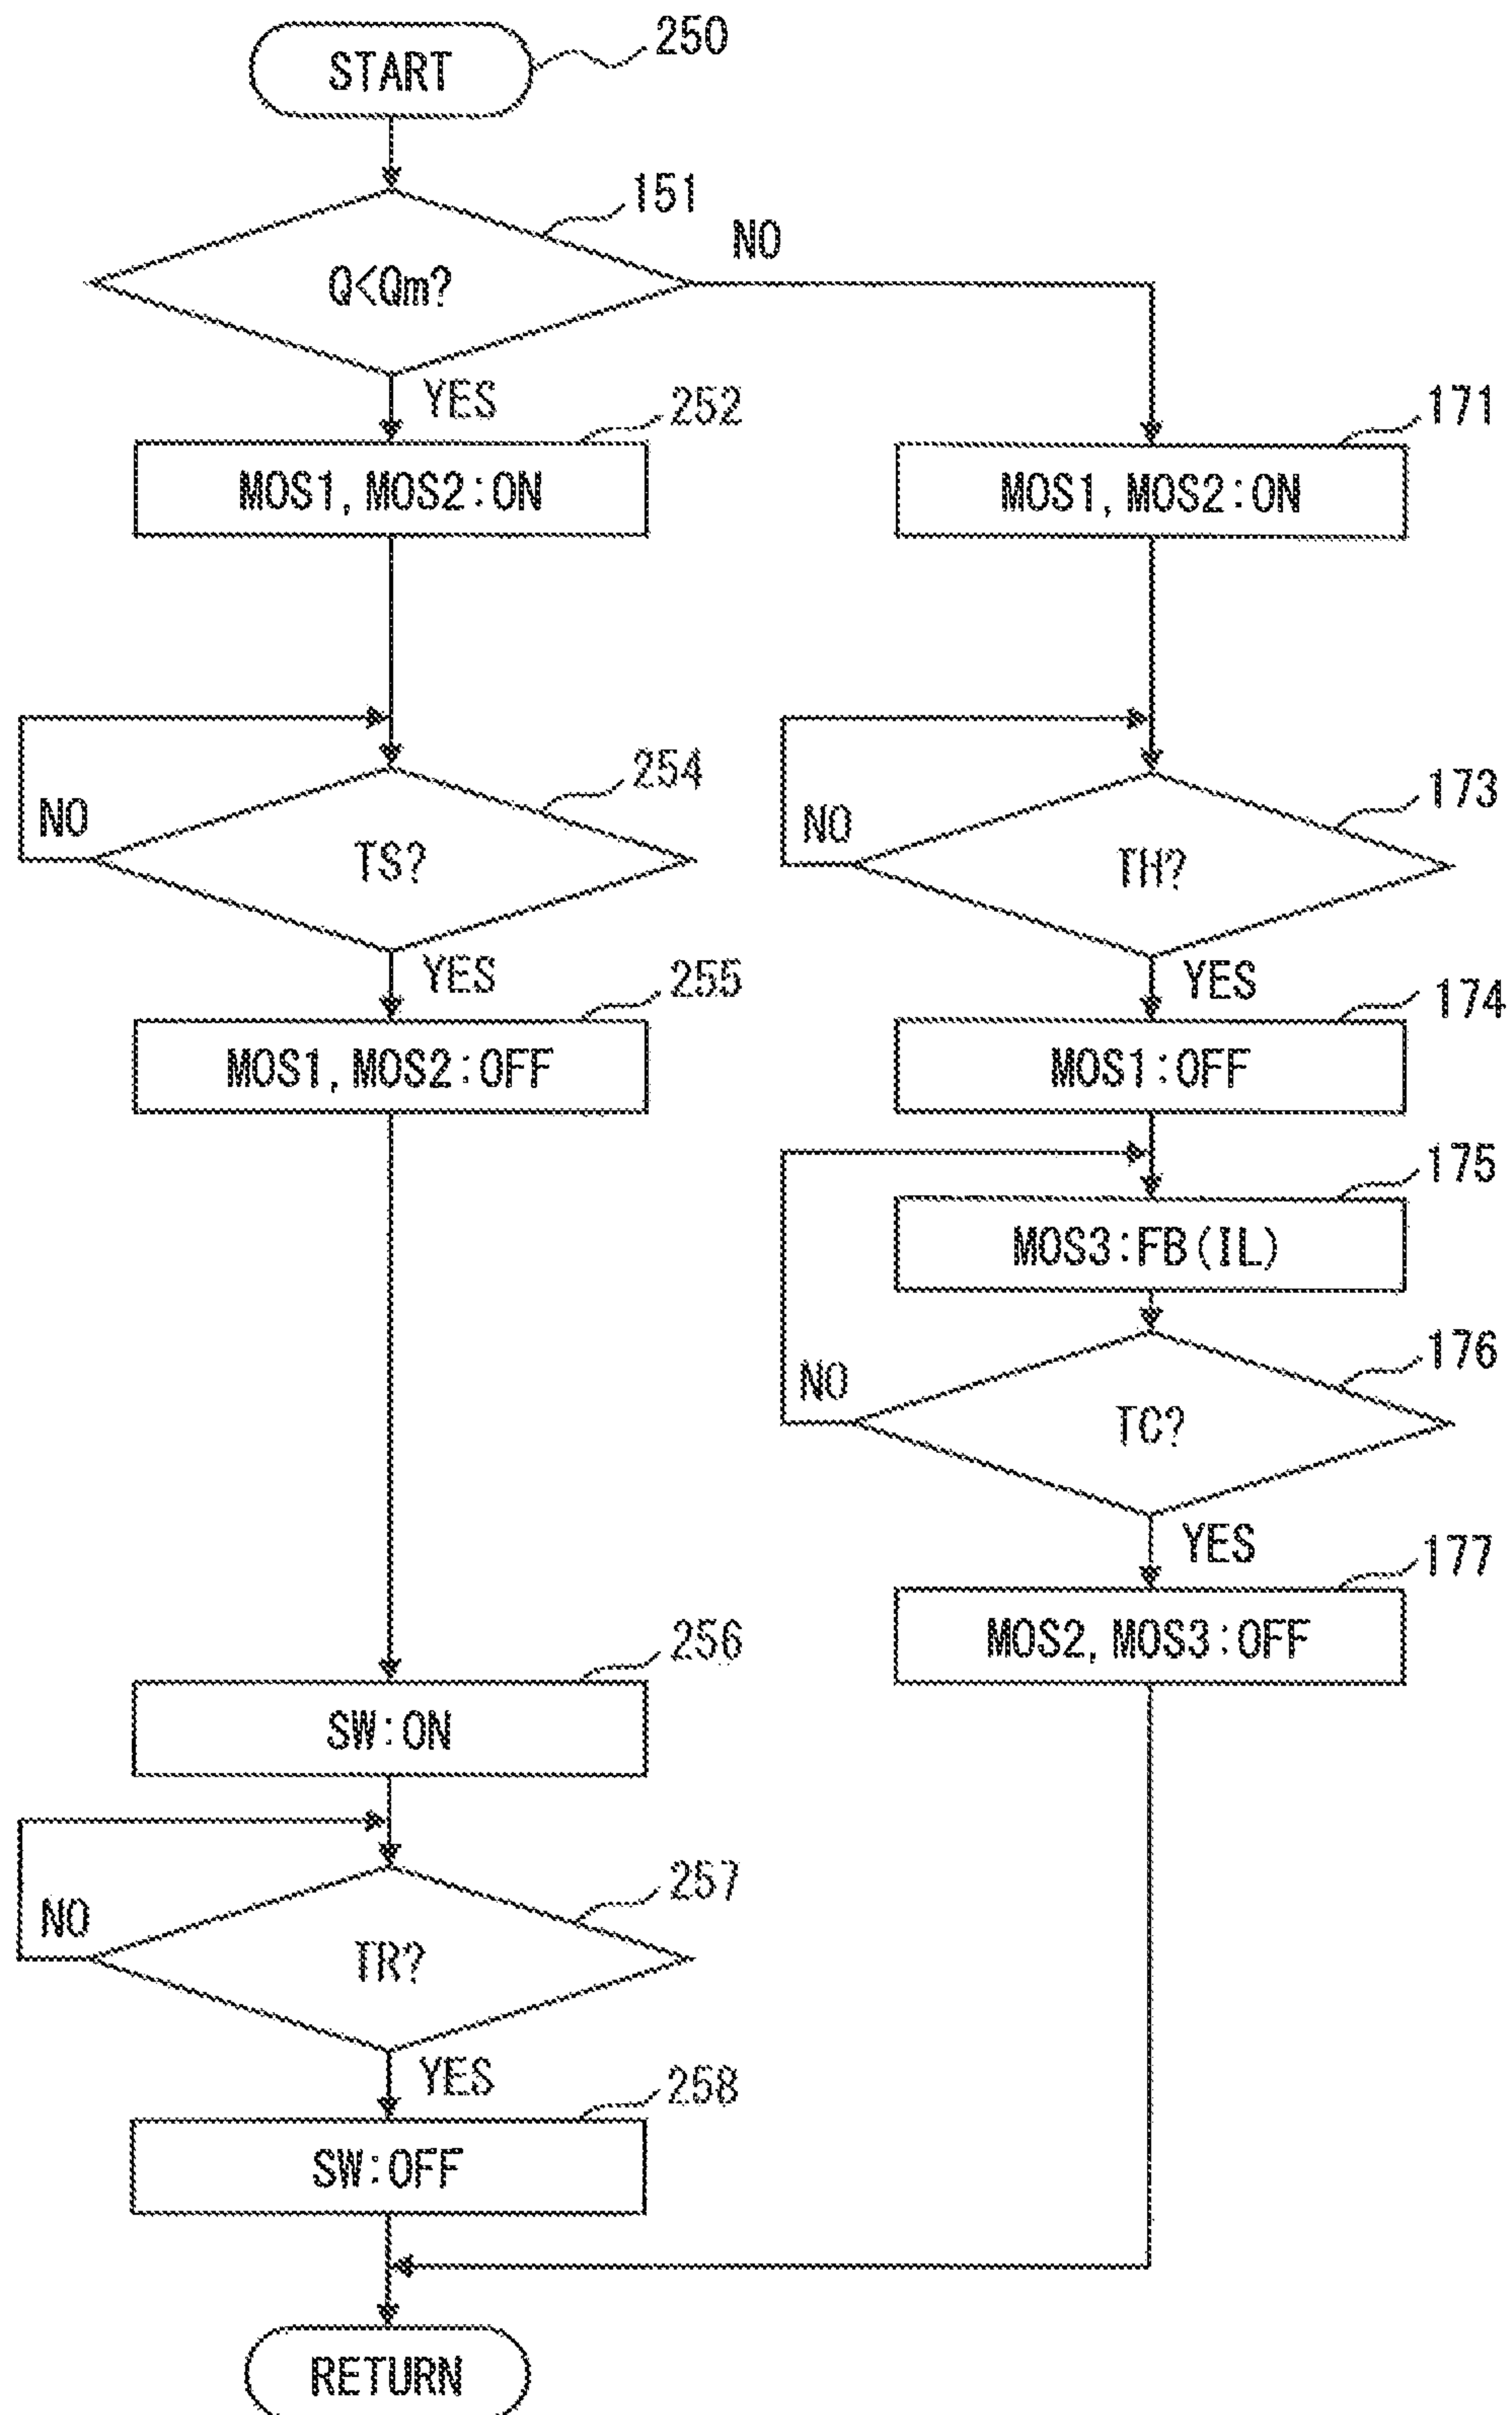 START
250
151
Q<Qm?
NO
YES
252
MOS1, MOS2:ON
171
MOS1, MOS2:ON
254
NO
TS?
YES
173
NO
TH?
YES
255
MOS1, MOS2:OFF
174
MOS1:OFF
175
MOS3:FB(IL)
176
NO
TC?
YES
177
MOS2, MOS3:OFF
256
SW:ON
257
NO
TR?
YES
258
SW:OFF
RETURN